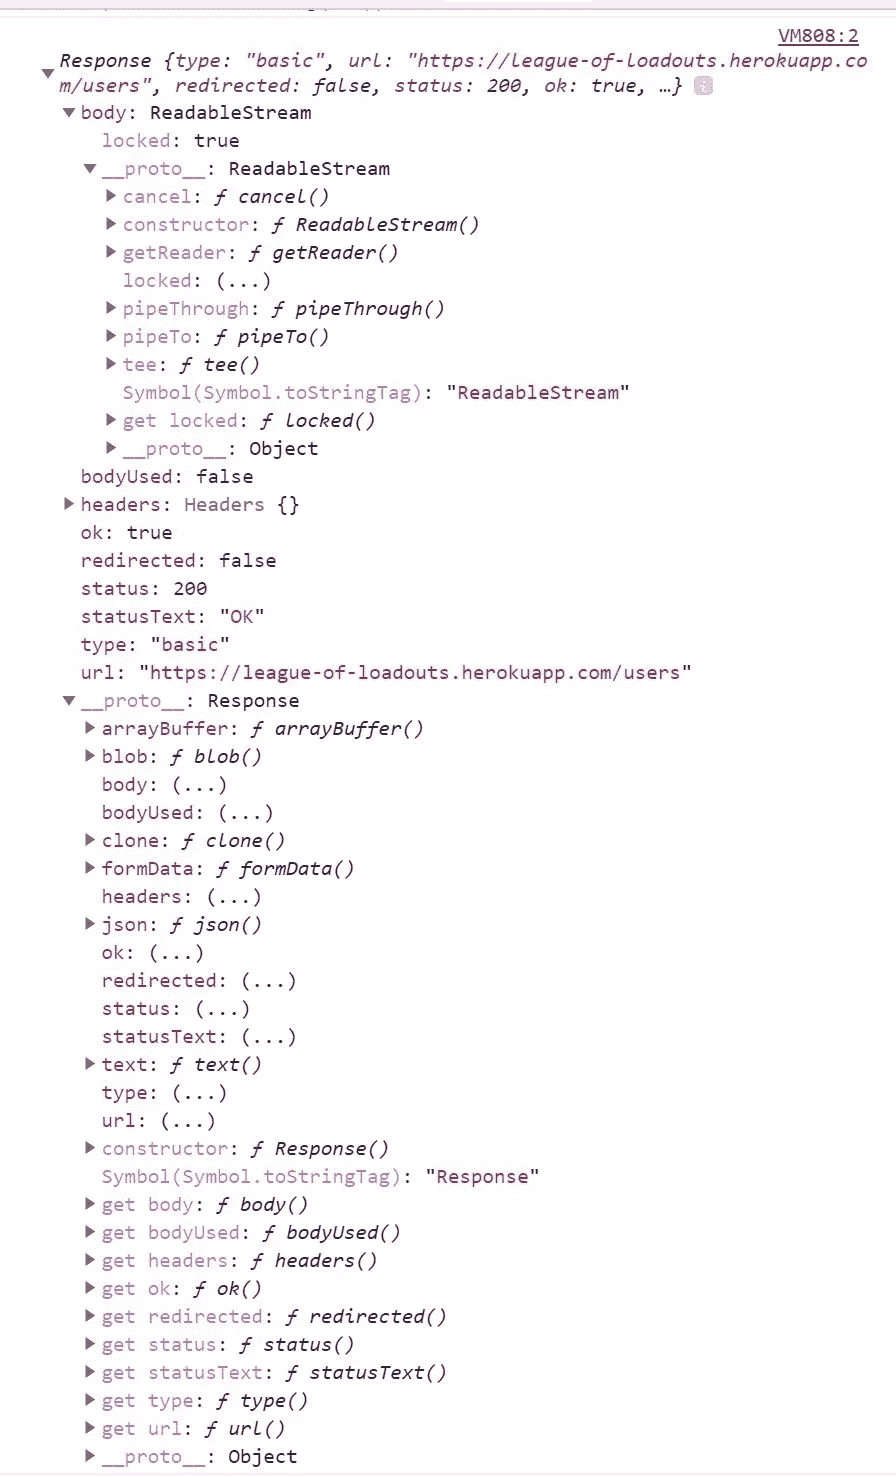 VM808:2
Response {type: "basic", url: "https://league-of-loadouts.herokuapp.co
m/users", redirected: false, status: 200, ok: true, …} i
▼ body: ReadableStream
locked: true
▼ __proto__: ReadableStream
▶ cancel: ƒ cancel()
▶ constructor: ƒ ReadableStream()
▶ getReader: ƒ getReader()
locked: (...)
▶ pipeThrough: ƒ pipeThrough()
▶ pipeTo: ƒ pipeTo()
▶ tee: ƒ tee()
Symbol(Symbol.toStringTag): "ReadableStream"
▶ get locked: ƒ locked()
▶ __proto__: Object
bodyUsed: false
▶ headers: Headers {}
ok: true
redirected: false
status: 200
statusText: "OK"
type: "basic"
url: "https://league-of-loadouts.herokuapp.com/users"
▼ __proto__: Response
▶ arrayBuffer: ƒ arrayBuffer()
▶ blob: ƒ blob()
body: (...)
bodyUsed: (...)
▶ clone: ƒ clone()
▶ formData: ƒ formData()
headers: (...)
▶ json: ƒ json()
ok: (...)
redirected: (...)
status: (...)
statusText: (...)
▶ text: ƒ text()
type: (...)
url: (...)
▶ constructor: ƒ Response()
Symbol(Symbol.toStringTag): "Response"
▶ get body: ƒ body()
▶ get bodyUsed: ƒ bodyUsed()
▶ get headers: ƒ headers()
▶ get ok: ƒ ok()
▶ get redirected: ƒ redirected()
▶ get status: ƒ status()
▶ get statusText: ƒ statusText()
▶ get type: ƒ type()
▶ get url: ƒ url()
▶ __proto__: Object